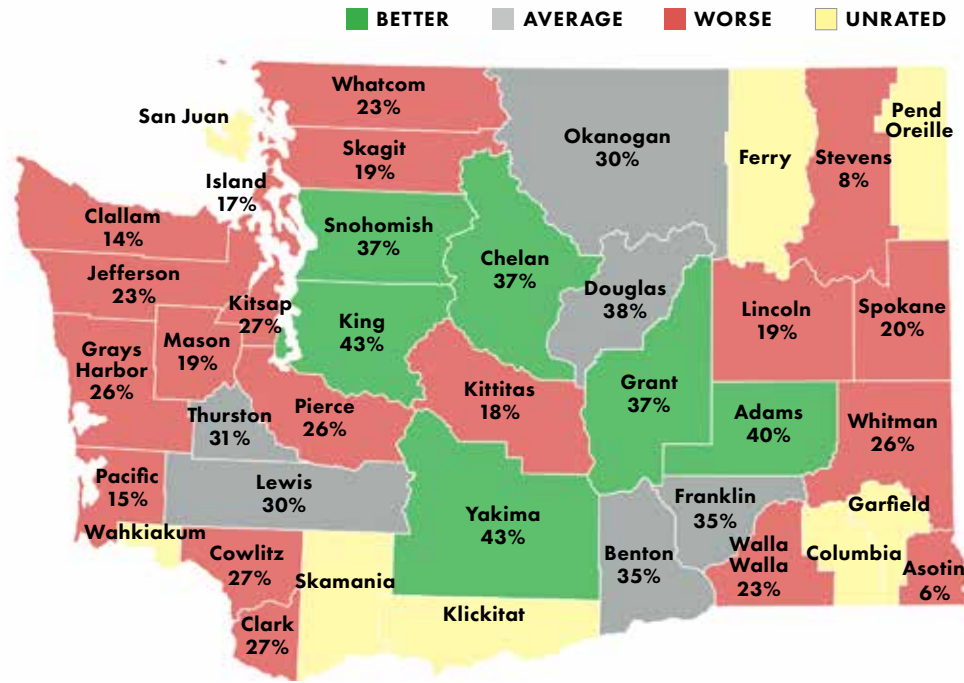 BETTER AVERAGE WORSE UNRATED
Whatcom
23%
San Juan
Skagit
19%
Okanogan
30%
Ferry
Stevens
8%
Pend
Oreille
Island
17%
Clallam
14%
Snohomish
37%
Chelan
37%
Jefferson
23%
Kitsap
27%
Douglas
38%
Lincoln
19%
Spokane
20%
King
43%
Mason
19%
Grays
Harbor
26%
Kittitas
18%
Grant
37%
Thurston
31%
Pierce
26%
Adams
40%
Whitman
26%
Pacific
15%
Lewis
30%
Yakima
43%
Franklin
35%
Garfield
Wahkiakum
Cowlitz
27%
Skamania
Benton
35%
Walla
Walla
23%
Columbia
Asotin
6%
Klickitat
Clark
27%